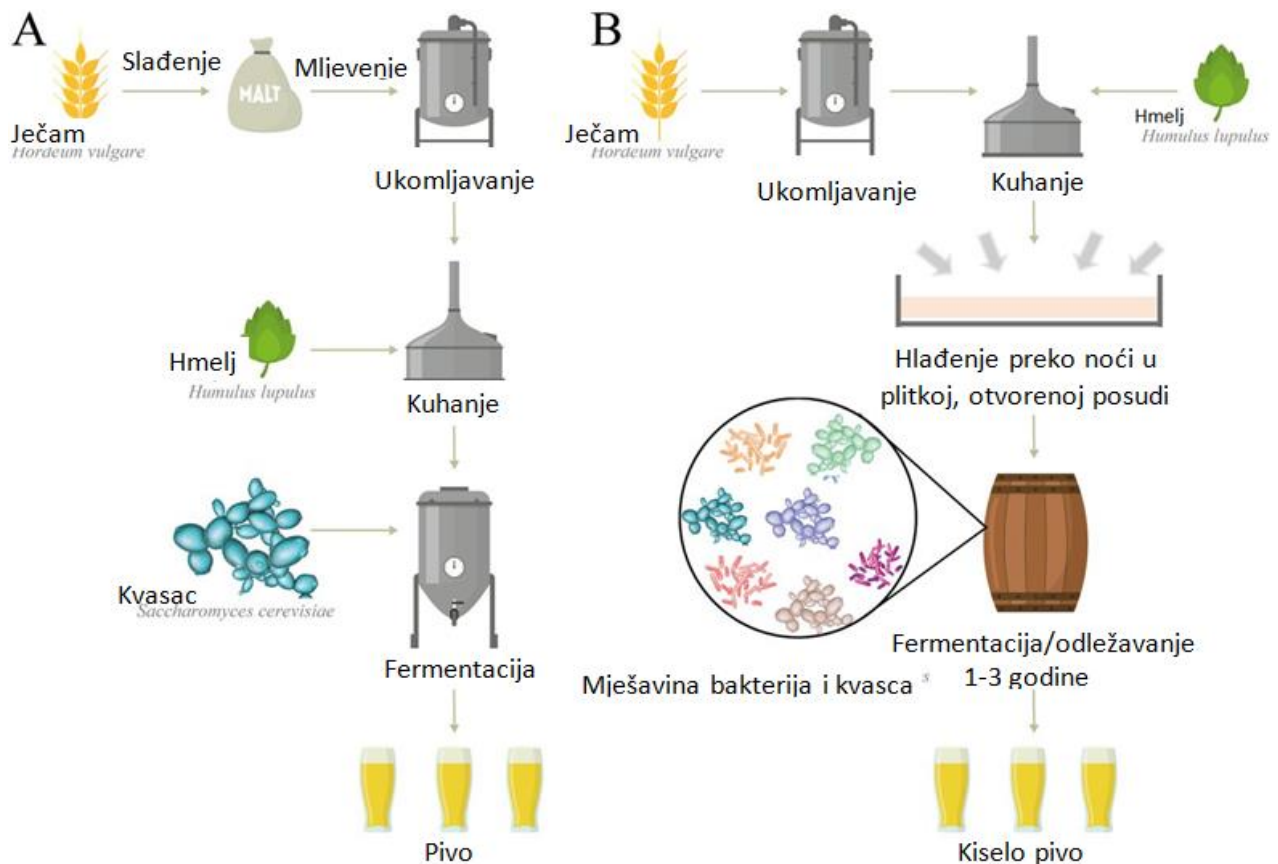 A
Slađenje
Mljevenje
MALT
Ječam
Hordeum vulgare
Ukomljavanje
Hmelj
Humulus lupulus
Kuhanje
Kvasac
Saccharomyces cerevisiae
Fermentacija
Pivo
B
Ječam
Hordeum vulgare
Ukomljavanje
Kuhanje
Hmelj
Humulus lupulus
Hlađenje preko noći u
plitkoj, otvorenoj posudi
Mješavina bakterija i kvasca
s
Fermentacija/odležavanje
1-3 godine
Kiselo pivo